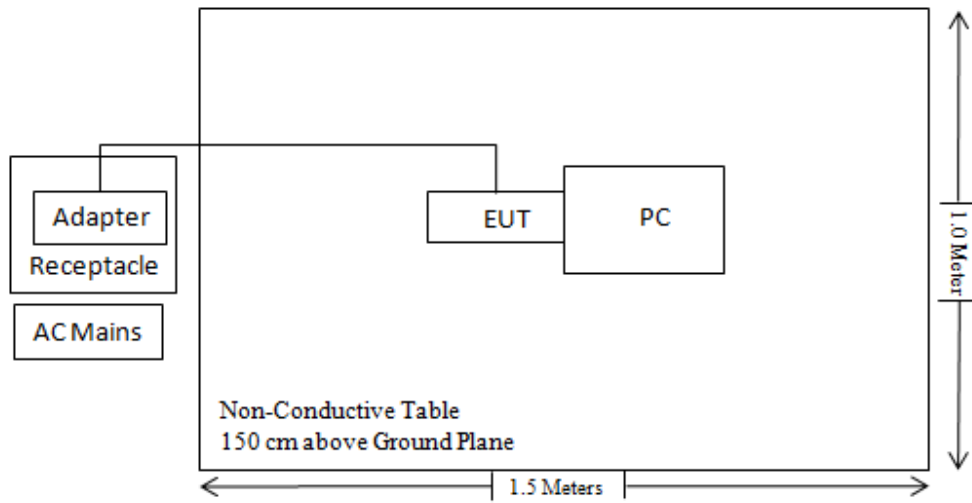 Adapter
Receptacle
AC Mains
EUT
PC
Non-Conductive Table
150 cm above Ground Plane
1.0 Meter
1.5 Meters